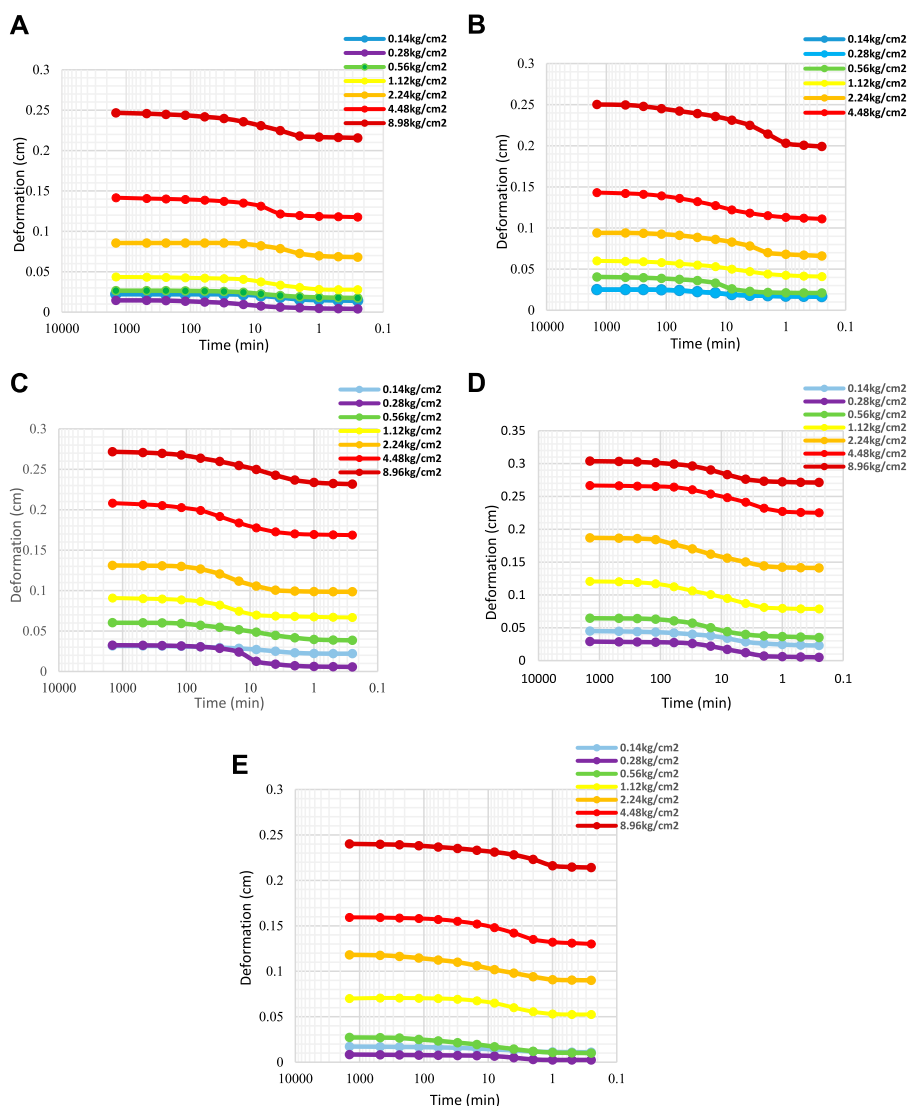 A
0.14kg/cm2
0.28kg/cm2
0.56kg/cm2
1.12kg/cm2
2.24kg/cm2
4.48kg/cm2
8.98kg/cm2
0.3
0.25
0.2
0.15
0.1
0.05
0
Deformation (cm)
10000
1000
100
10
1
0.1
Time (min)
B
0.14kg/cm2
0.28kg/cm2
0.56kg/cm2
1.12kg/cm2
2.24kg/cm2
4.48kg/cm2
0.3
0.25
0.2
0.15
0.1
0.05
0
Deformation (cm)
10000
1000
100
10
1
0.1
Time (min)
C
0.14kg/cm2
0.28kg/cm2
0.56kg/cm2
1.12kg/cm2
2.24kg/cm2
4.48kg/cm2
8.96kg/cm2
0.3
0.25
0.2
0.15
0.1
0.05
0
Deformation (cm)
10000
1000
100
10
1
0.1
Time (min)
D
0.14kg/cm2
0.28kg/cm2
0.56kg/cm2
1.12kg/cm2
2.24kg/cm2
4.48kg/cm2
8.96kg/cm2
0.35
0.3
0.25
0.2
0.15
0.1
0.05
0
Deformation (cm)
10000
1000
100
10
1
0.1
Time (min)
E
0.14kg/cm2
0.28kg/cm2
0.56kg/cm2
1.12kg/cm2
2.24kg/cm2
4.48kg/cm2
8.96kg/cm2
0.3
0.25
0.2
0.15
0.1
0.05
0
Deformation (cm)
10000
1000
100
10
1
0.1
Time (min)